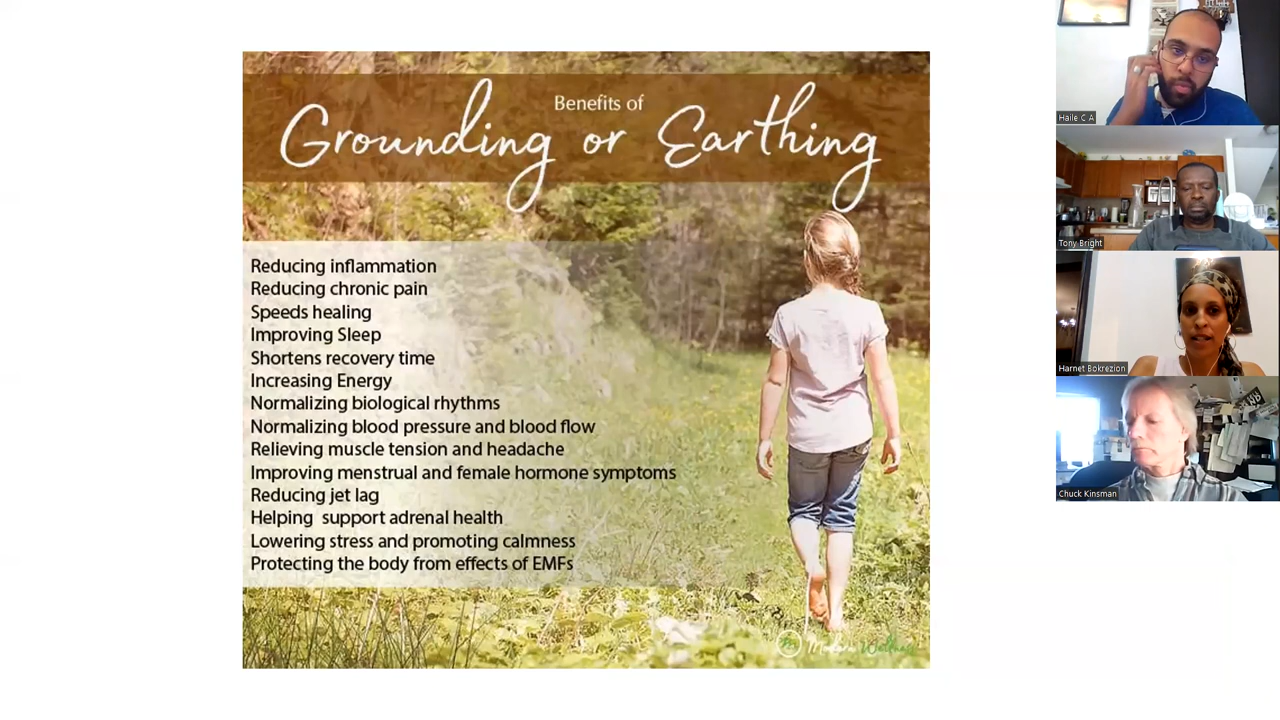 Benefits of
Grounding or Earthing
Reducing inflammation
Reducing chronic pain
Speeds healing
Improving Sleep
Shortens recovery time
Increasing Energy
Normalizing biological rhythms
Normalizing blood pressure and blood flow
Relieving muscle tension and headache
Improving menstrual and female hormone symptoms
Reducing jet lag
Helping  support adrenal health
Lowering stress and promoting calmness
Protecting the body from effects of EMFs
Modern Wellness
Haile C A
Tony Bright
Harnet Bokrezion
Chuck Kinsman